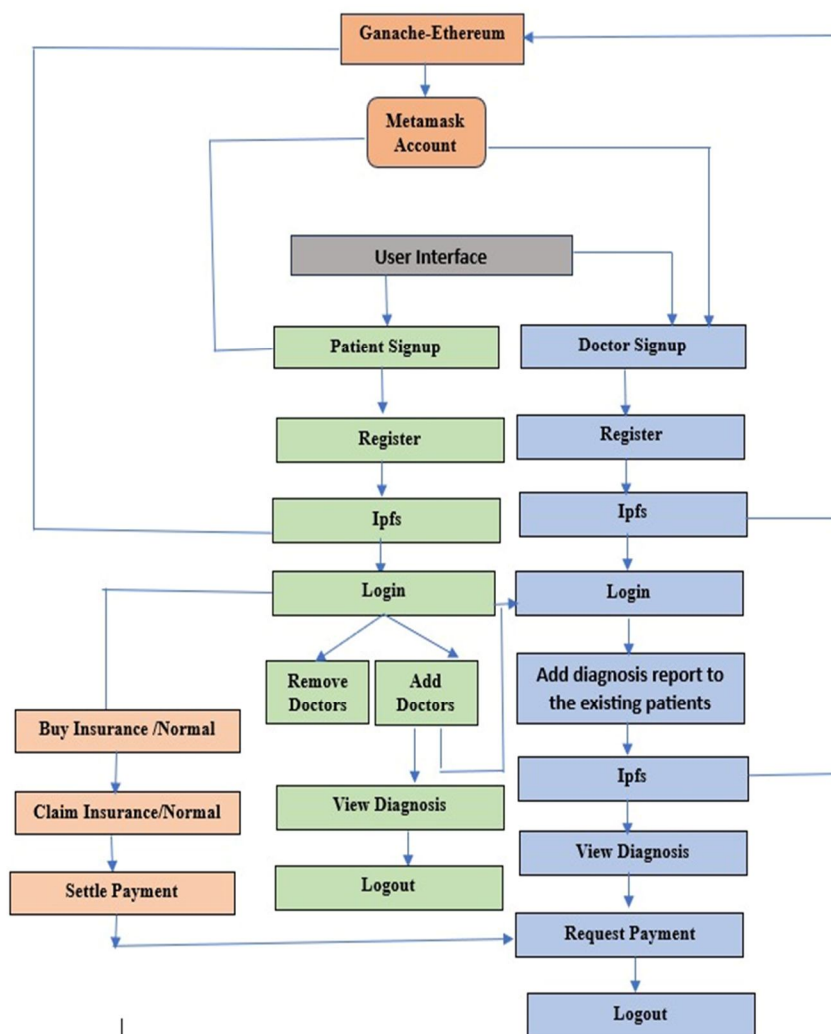 Ganache-Ethereum
Metamask
Account
User Interface
Patient Signup
Doctor Signup
Register
Register
Ipfs
Ipfs
Login
Login
Remove
Doctors
Add
Doctors
Add diagnosis report to
the existing patients
Buy Insurance /Normal
Ipfs
Claim Insurance/Normal
View Diagnosis
View Diagnosis
Settle Payment
Logout
Request Payment
Logout